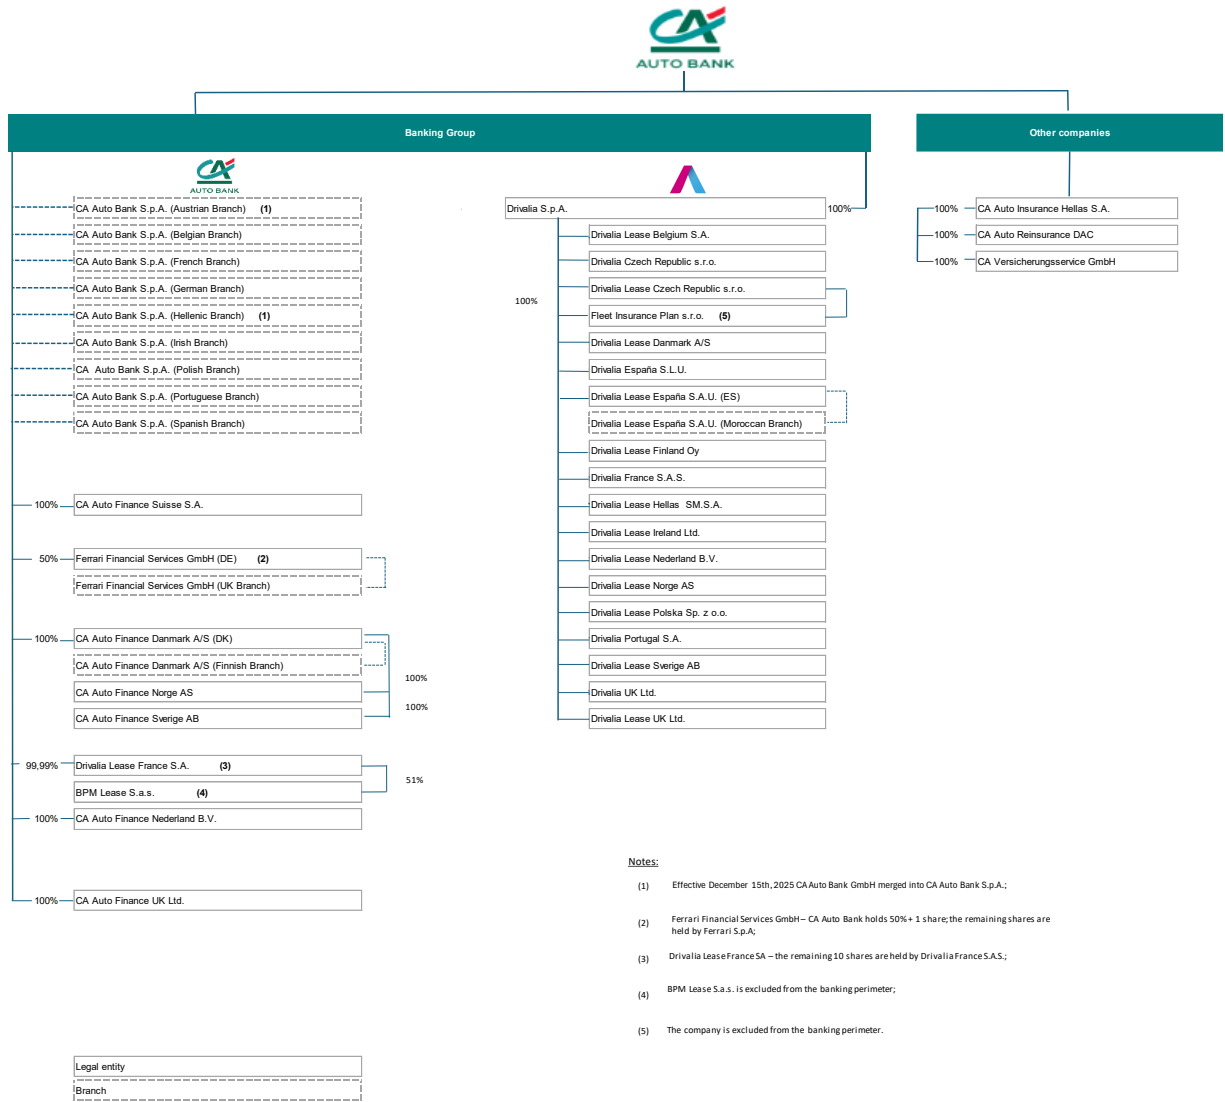 CA
AUTO BANK
Banking Group
Other companies
CA
AUTO BANK
CA Auto Bank S.p.A. (Austrian Branch) (1)
CA Auto Bank S.p.A. (Belgian Branch)
CA Auto Bank S.p.A. (French Branch)
CA Auto Bank S.p.A. (German Branch)
CA Auto Bank S.p.A. (Hellenic Branch) (1)
CA Auto Bank S.p.A. (Irish Branch)
CA Auto Bank S.p.A. (Polish Branch)
CA Auto Bank S.p.A. (Portuguese Branch)
CA Auto Bank S.p.A. (Spanish Branch)
100% CA Auto Finance Suisse S.A.
50% Ferrari Financial Services GmbH (DE) (2)
Ferrari Financial Services GmbH (UK Branch)
100% CA Auto Finance Danmark A/S (DK)
CA Auto Finance Danmark A/S (Finnish Branch)
100%
CA Auto Finance Norge AS
100%
CA Auto Finance Sverige AB
99,99% Drivalia Lease France S.A. (3)
51%
BPM Lease S.a.s. (4)
100% CA Auto Finance Nederland B.V.
100% CA Auto Finance UK Ltd.
Drivalia S.p.A. 100%
Drivalia Lease Belgium S.A.
Drivalia Czech Republic s.r.o.
Drivalia Lease Czech Republic s.r.o.
100%
Fleet Insurance Plan s.r.o. (5)
Drivalia Lease Danmark A/S
Drivalia España S.L.U.
Drivalia Lease España S.A.U. (ES)
Drivalia Lease España S.A.U. (Moroccan Branch)
Drivalia Lease Finland Oy
Drivalia France S.A.S.
Drivalia Lease Hellas SM.S.A.
Drivalia Lease Ireland Ltd.
Drivalia Lease Nederland B.V.
Drivalia Lease Norge AS
Drivalia Lease Polska Sp. z o.o.
Drivalia Portugal S.A.
Drivalia Lease Sverige AB
Drivalia UK Ltd.
Drivalia Lease UK Ltd.
100% CA Auto Insurance Hellas S.A.
100% CA Auto Reinsurance DAC
100% CA Versicherungsservice GmbH
Notes:
(1) Effective December 15th, 2025 CA Auto Bank GmbH merged into CA Auto Bank S.p.A.;
(2) Ferrari Financial Services GmbH – CA Auto Bank holds 50% + 1 share; the remaining shares are
held by Ferrari S.p.A;
(3) Drivalia Lease France SA – the remaining 10 shares are held by Drivalia France S.A.S.;
(4) BPM Lease S.a.s. is excluded from the banking perimeter;
(5) The company is excluded from the banking perimeter.
Legal entity
Branch